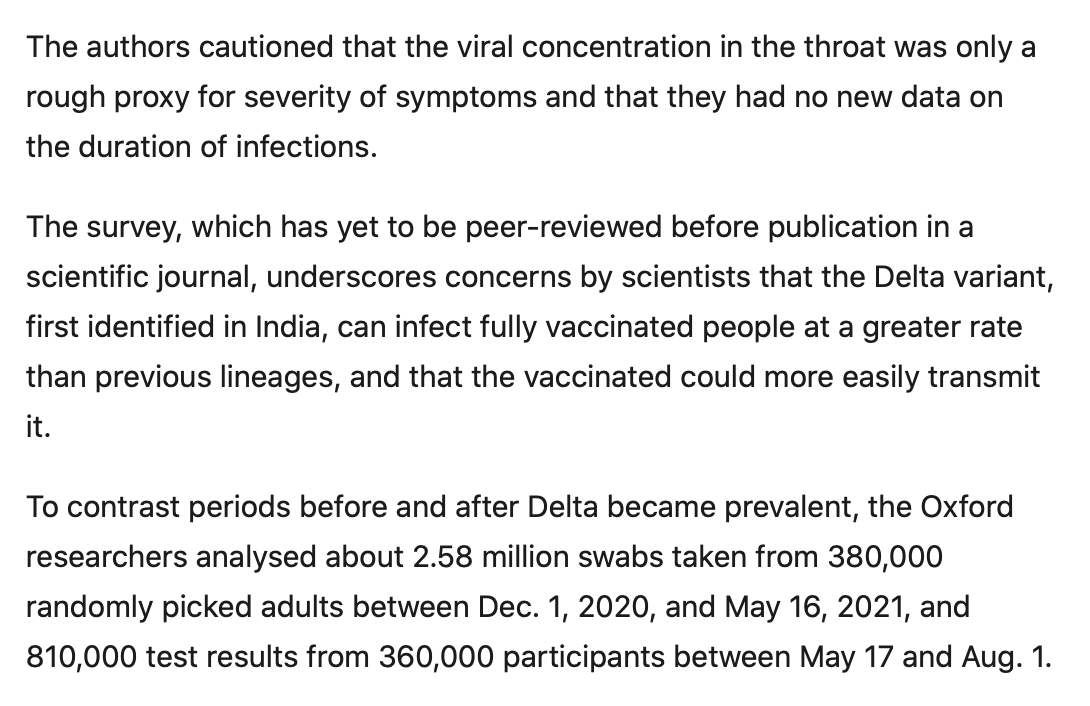 The authors cautioned that the viral concentration in the throat was only a
rough proxy for severity of symptoms and that they had no new data on
the duration of infections.
The survey, which has yet to be peer-reviewed before publication in a
scientific journal, underscores concerns by scientists that the Delta variant,
first identified in India, can infect fully vaccinated people at a greater rate
than previous lineages, and that the vaccinated could more easily transmit
it.
To contrast periods before and after Delta became prevalent, the Oxford
researchers analysed about 2.58 million swabs taken from 380,000
randomly picked adults between Dec. 1, 2020, and May 16, 2021, and
810,000 test results from 360,000 participants between May 17 and Aug. 1.